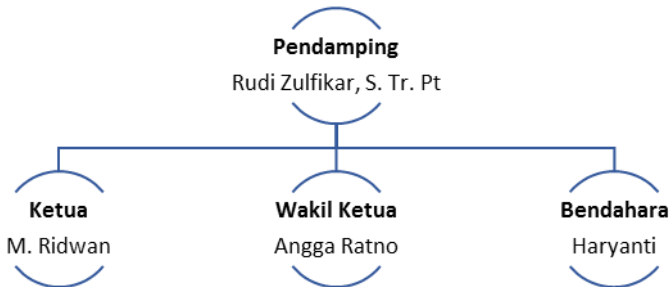 Pendamping
Rudi Zulfikar, S. Tr. Pt
Ketua
M. Ridwan
Wakil Ketua
Angga Ratno
Bendahara
Haryanti